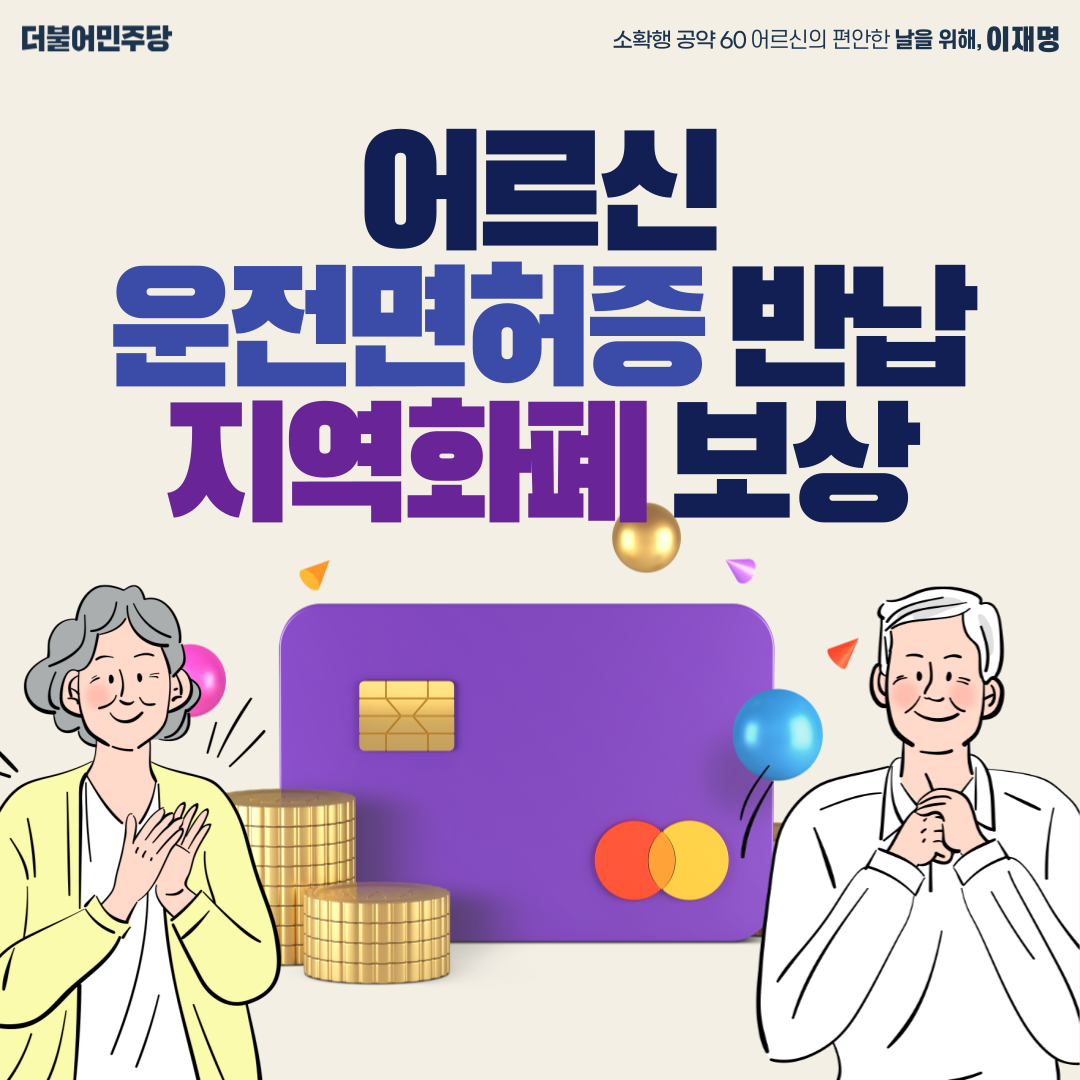 더불어민주당
소확행 공약 60 어르신의 편안한 날을 위해, 이재명
어르신
운전면허증 반납
지역화폐 보상